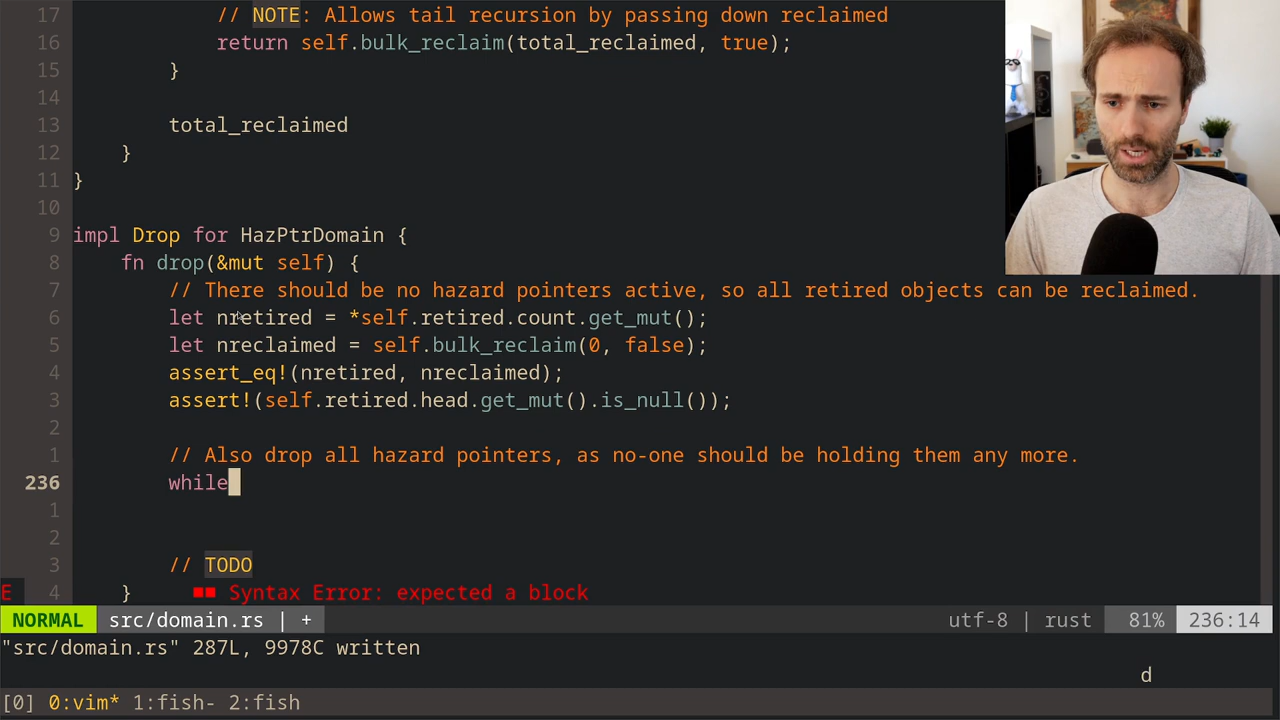 17 // NOTE: Allows tail recursion by passing down reclaimed
16 return self.bulk_reclaim(total_reclaimed, true);
15 }
14
13 total_reclaimed
12 }
11 }
10
9 impl Drop for HazPtrDomain {
8 fn drop(&mut self) {
7 // There should be no hazard pointers active, so all retired objects can be reclaimed.
6 let nretired = *self.retired.count.get_mut();
5 let nreclaimed = self.bulk_reclaim(0, false);
4 assert_eq!(nretired, nreclaimed);
3 assert!(self.retired.head.get_mut().is_null());
2
1 // Also drop all hazard pointers, as no-one should be holding them any more.
236 while
1
2
3 // TODO
E 4 } ■■ Syntax Error: expected a block
NORMAL src/domain.rs | + utf-8 | rust 81% 236:14
"src/domain.rs" 287L, 9978C written
d
[0] 0:vim* 1:fish- 2:fish